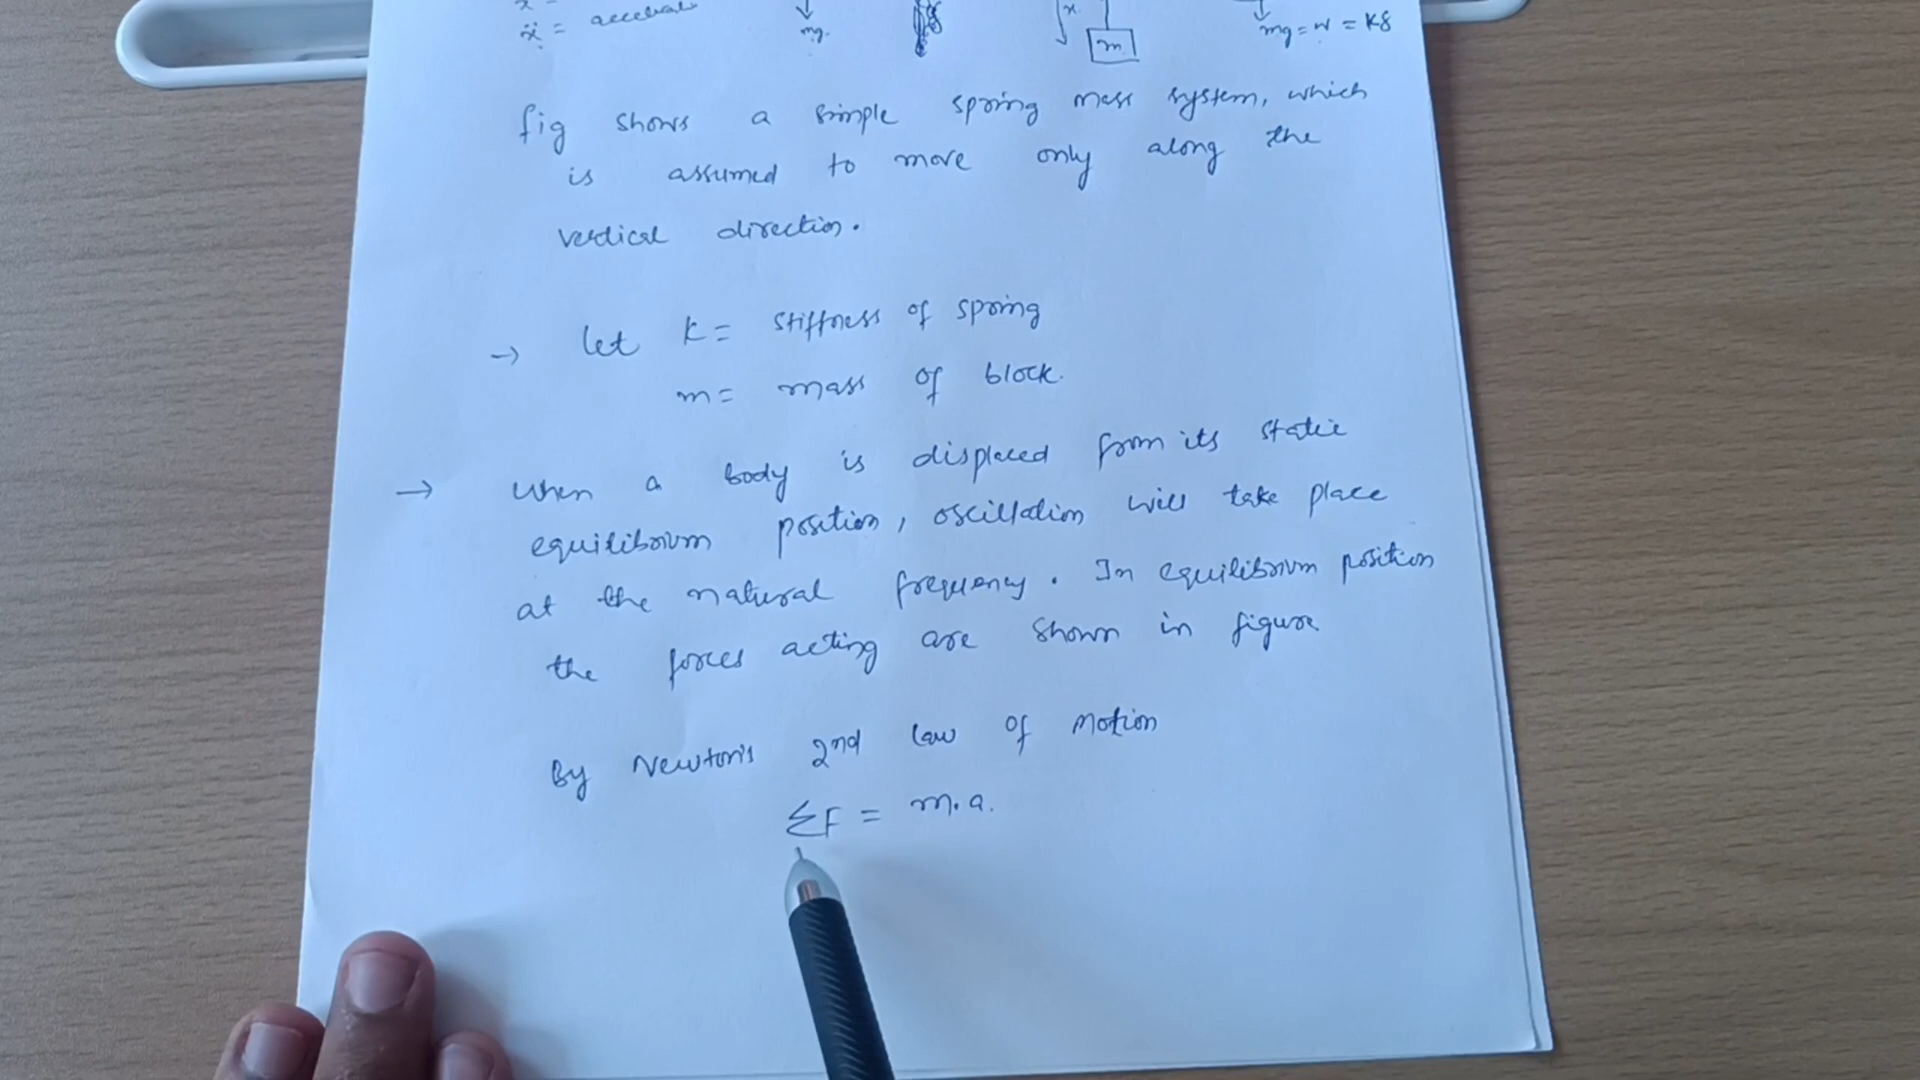 ẍ = accelerat
mg.
x
m
mg = W = Kδ
fig shows a simple spring mass system, which
is assumed to move only along the
vertical direction.
→ let k = stiffness of spring
m = mass of block.
→ When a body is displaced from its static
equilibrium position, oscillation will take place
at the natural frequency. In equilibrium position
the forces acting are shown in figure
By Newton's 2nd law of Motion
ΣF = m.a.